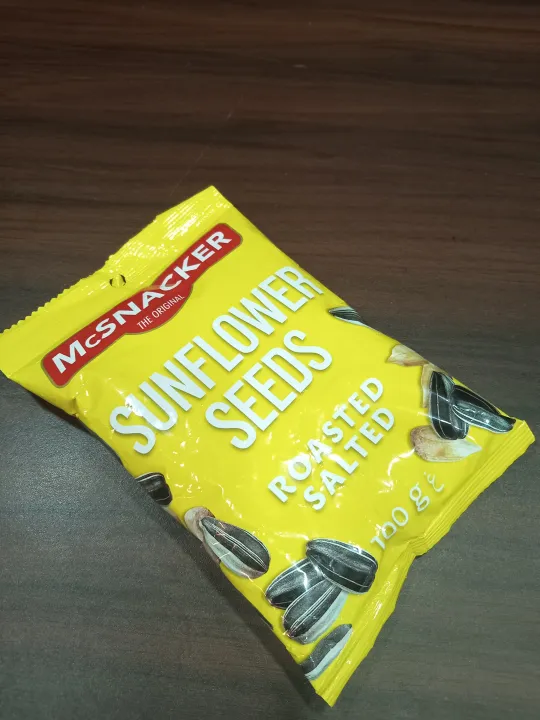 McSNACKER
THE ORIGINAL
SUNFLOWER
SEEDS
ROASTED
SALTED
100 g ℮